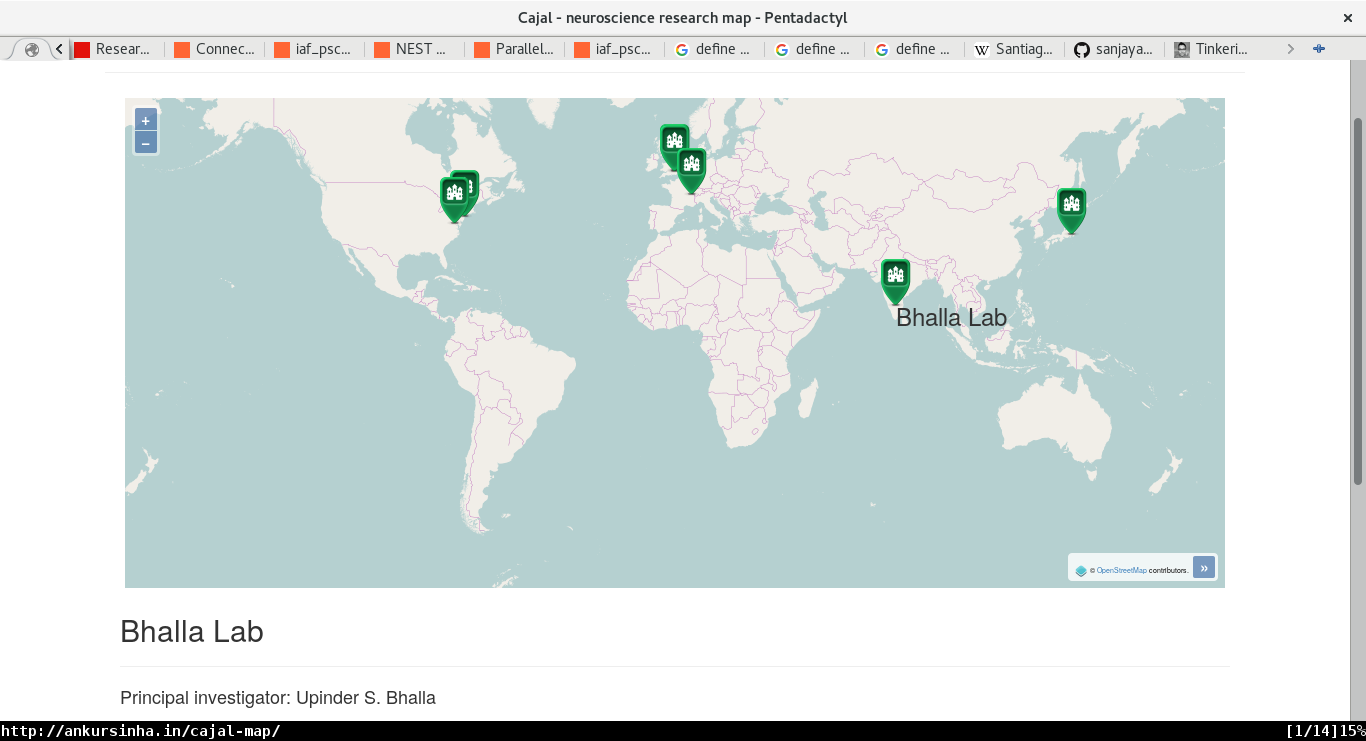 Cajal - neuroscience research map - Pentadactyl
×
Resear...
Connec...
iaf_psc...
NEST ...
Parallel...
iaf_psc...
define ...
define ...
define ...
W Santiag...
sanjaya...
Tinkeri...
+
−
Bhalla Lab
© OpenStreetMap contributors.
»
Bhalla Lab
Principal investigator: Upinder S. Bhalla
http://ankursinha.in/cajal-map/
[1/14]15%